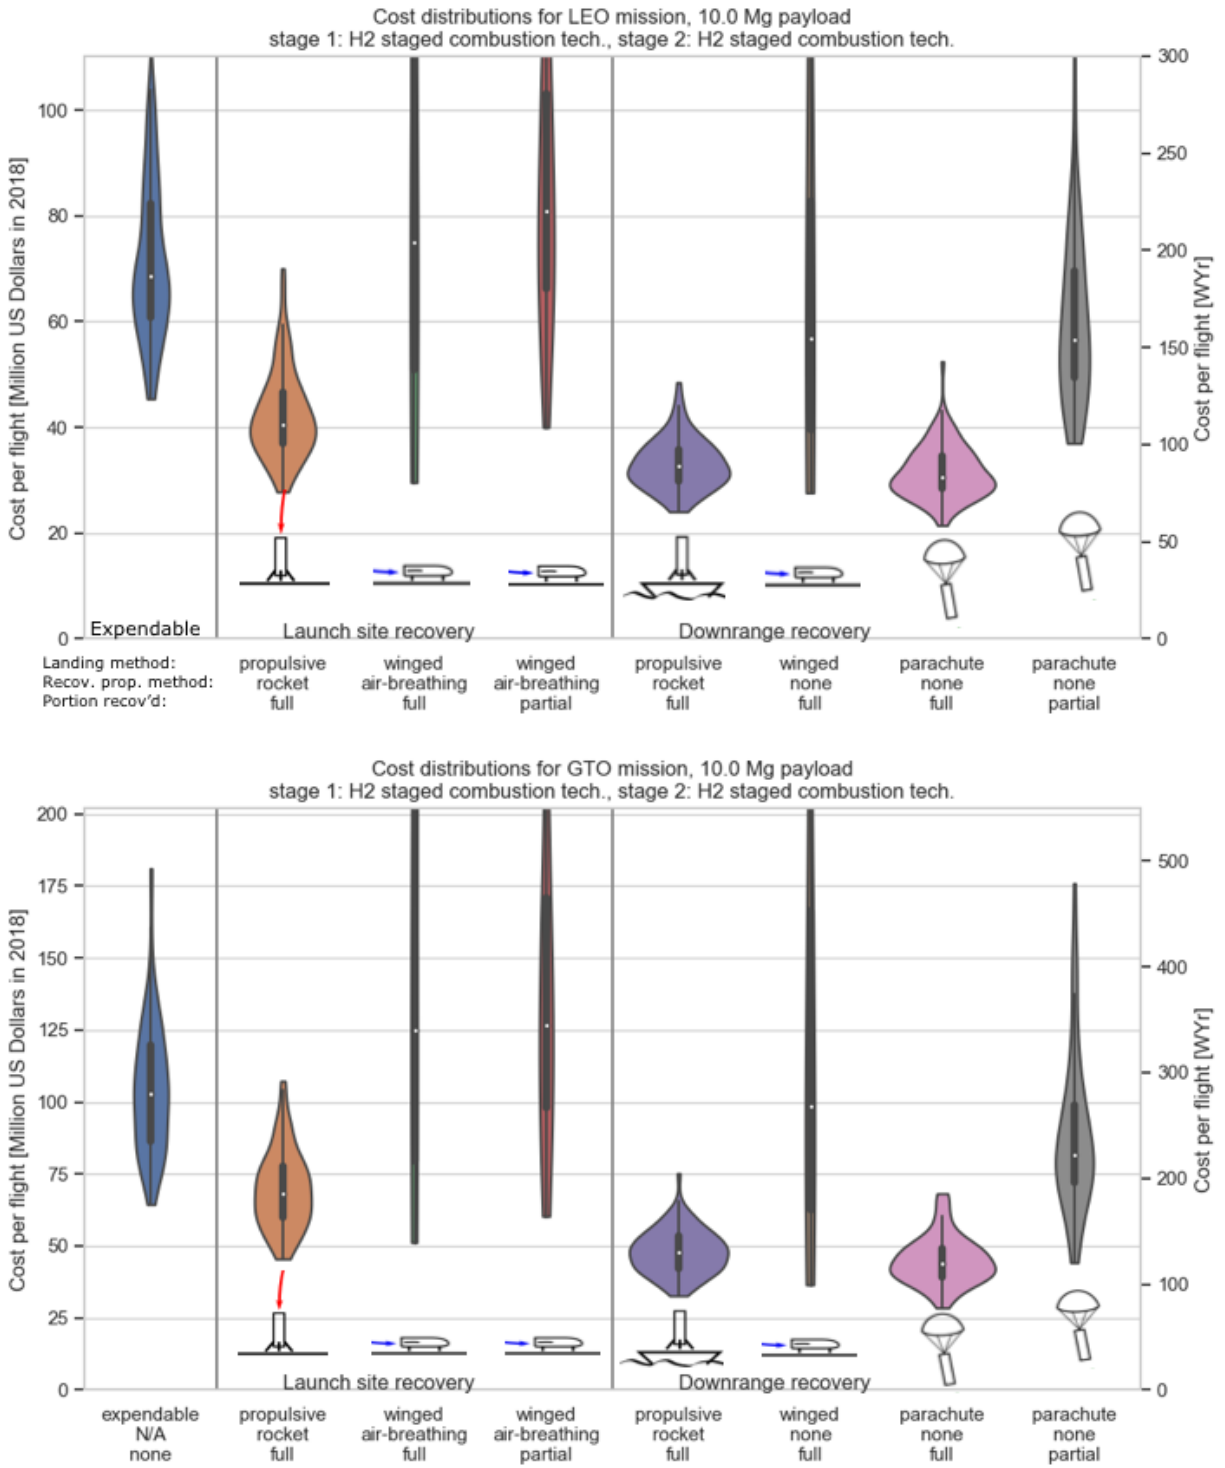 Cost distributions for LEO mission, 10.0 Mg payload
stage 1: H2 staged combustion tech., stage 2: H2 staged combustion tech.
Cost per flight [Million US Dollars in 2018]
100
80
60
40
20
0
300
250
200
150
100
50
0
Cost per flight [WYr]
Expendable
Launch site recovery
Downrange recovery
Landing method:
Recov. prop. method:
Portion recov'd:
propulsive
rocket
full
winged
air-breathing
full
winged
air-breathing
partial
propulsive
rocket
full
winged
none
full
parachute
none
full
parachute
none
partial
Cost distributions for GTO mission, 10.0 Mg payload
stage 1: H2 staged combustion tech., stage 2: H2 staged combustion tech.
Cost per flight [Million US Dollars in 2018]
200
175
150
125
100
75
50
25
0
500
400
300
200
100
0
Cost per flight [WYr]
Launch site recovery
Downrange recovery
expendable
N/A
none
propulsive
rocket
full
winged
air-breathing
full
winged
air-breathing
partial
propulsive
rocket
full
winged
none
full
parachute
none
full
parachute
none
partial